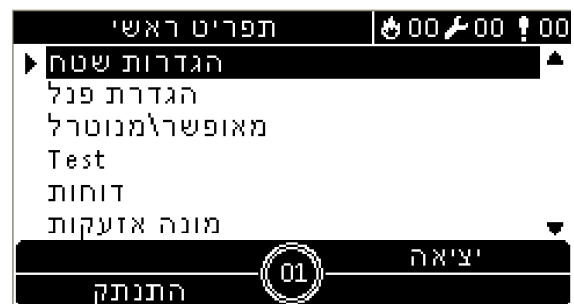 תפריט ראשי 00 00 00
הגדרות שטח
הגדרת פנל
מאופשר\מנוטרל
Test
דוחות
מונה אזעקות
יציאה
01
התנתק